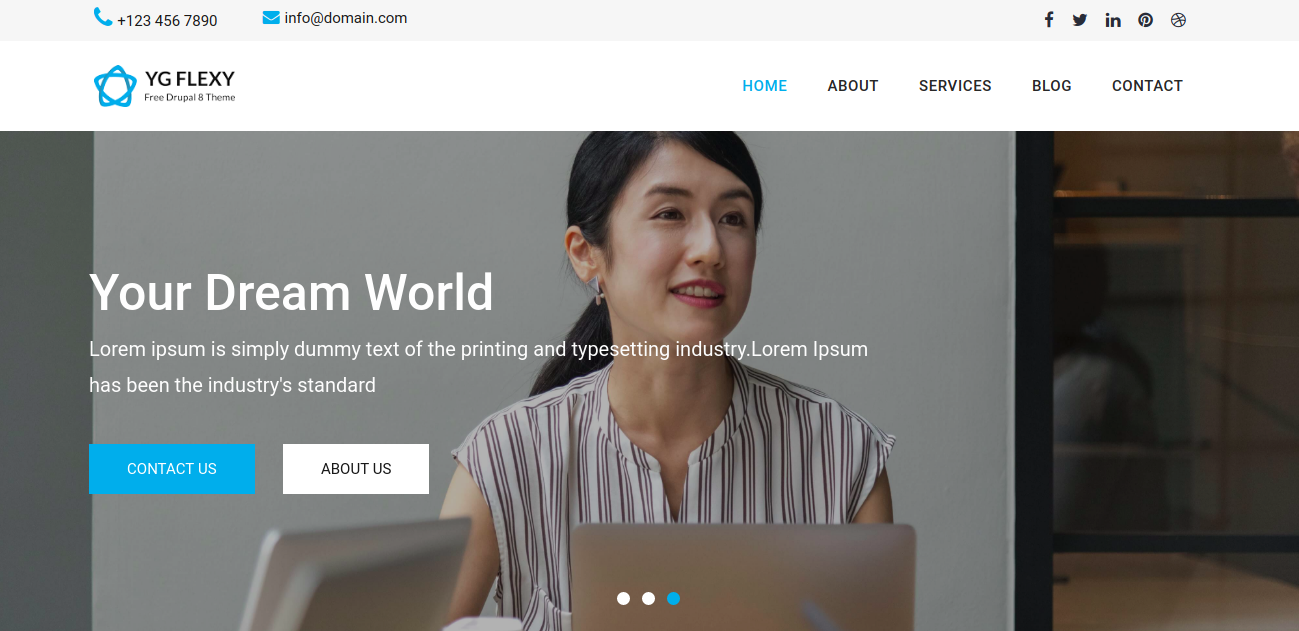 +123 456 7890
info@domain.com
YG FLEXY
Free Drupal 8 Theme
HOME ABOUT SERVICES BLOG CONTACT
Your Dream World
Lorem ipsum is simply dummy text of the printing and typesetting industry.Lorem Ipsum
has been the industry's standard
CONTACT US
ABOUT US